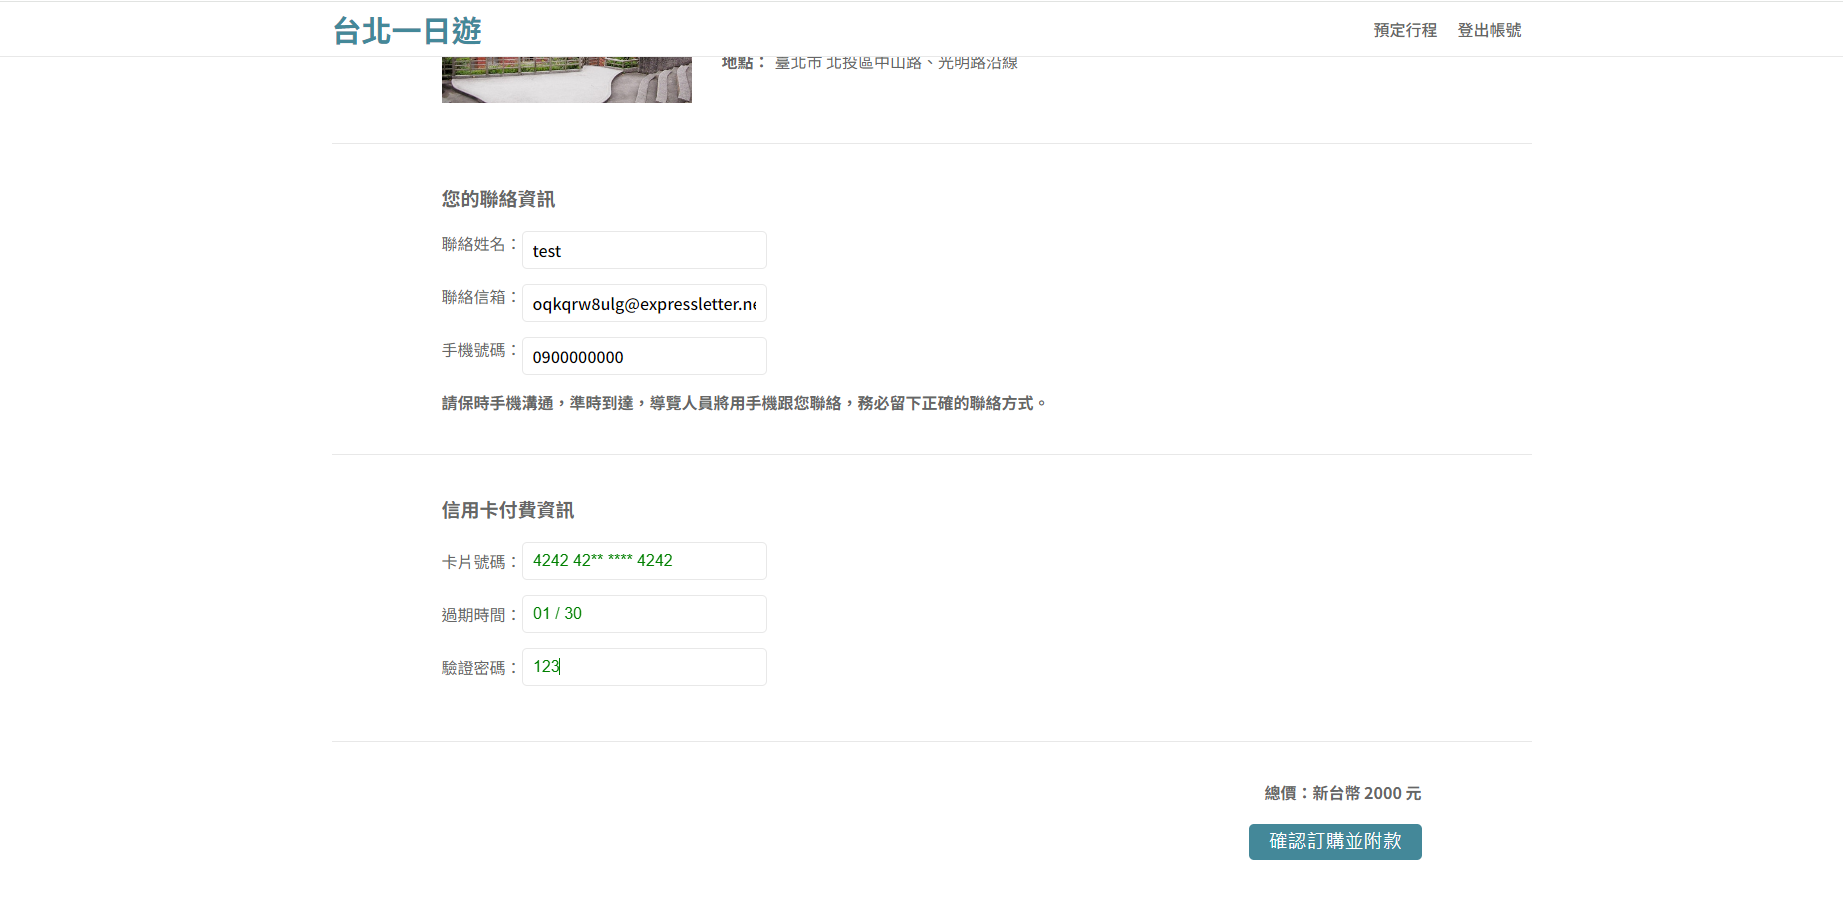 台北一日遊
預定行程 登出帳號
地點： 臺北市 北投區中山路、光明路沿線
您的聯絡資訊
聯絡姓名： test
聯絡信箱： oqkqrw8ulg@expressletter.ne
手機號碼： 0900000000
請保時手機溝通，準時到達，導覽人員將用手機跟您聯絡，務必留下正確的聯絡方式。
信用卡付費資訊
卡片號碼： 4242 42** **** 4242
過期時間： 01 / 30
驗證密碼： 123
總價：新台幣 2000 元
確認訂購並附款